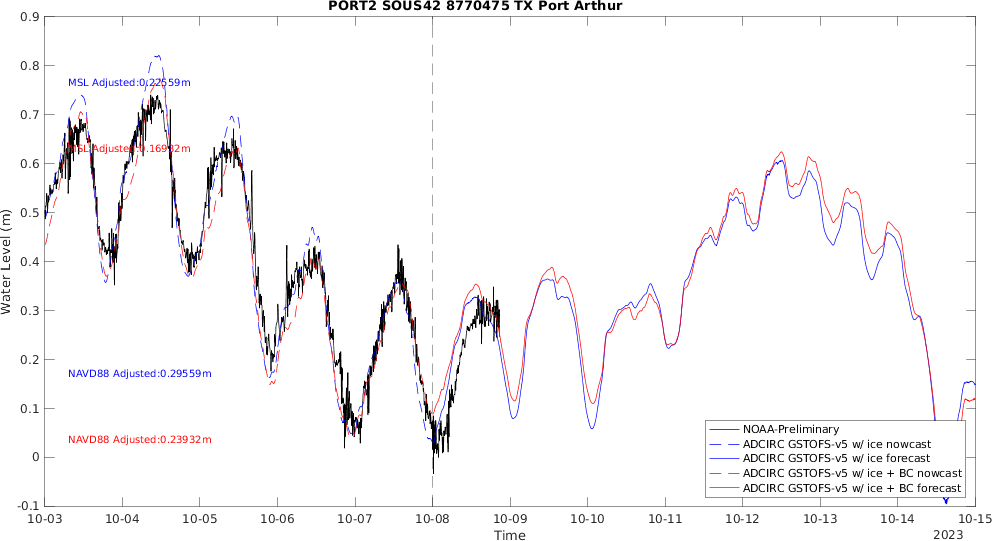 PORT2 SOUS42 8770475 TX Port Arthur
Water Level (m)
0.9
0.8
0.7
0.6
0.5
0.4
0.3
0.2
0.1
0
-0.1
MSL Adjusted:0.22559m
MSL Adjusted:0.16932m
NAVD88 Adjusted:0.29559m
NAVD88 Adjusted:0.23932m
NOAA-Preliminary
ADCIRC GSTOFS-v5 w/ ice nowcast
ADCIRC GSTOFS-v5 w/ ice forecast
ADCIRC GSTOFS-v5 w/ ice + BC nowcast
ADCIRC GSTOFS-v5 w/ ice + BC forecast
10-03 10-04 10-05 10-06 10-07 10-08 10-09 10-10 10-11 10-12 10-13 10-14 10-15
Time
2023